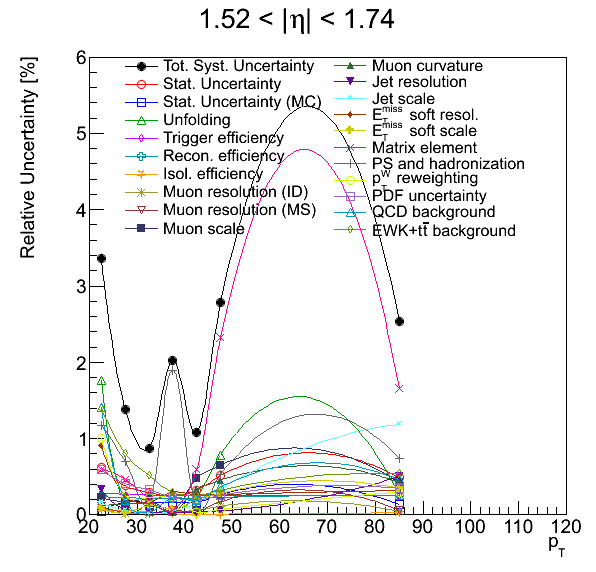 1.52 < |η| < 1.74
Relative Uncertainty [%]
6
5
4
3
2
1
0
Tot. Syst. Uncertainty
Stat. Uncertainty
Stat. Uncertainty (MC)
Unfolding
Trigger efficiency
Recon. efficiency
Isol. efficiency
Muon resolution (ID)
Muon resolution (MS)
Muon scale
Muon curvature
Jet resolution
Jet scale
E_T^miss soft resol.
E_T^miss soft scale
Matrix element
PS and hadronization
p_T^W reweighting
PDF uncertainty
QCD background
EWK+tt̄ background
20 30 40 50 60 70 80 90 100 110 120
p_T